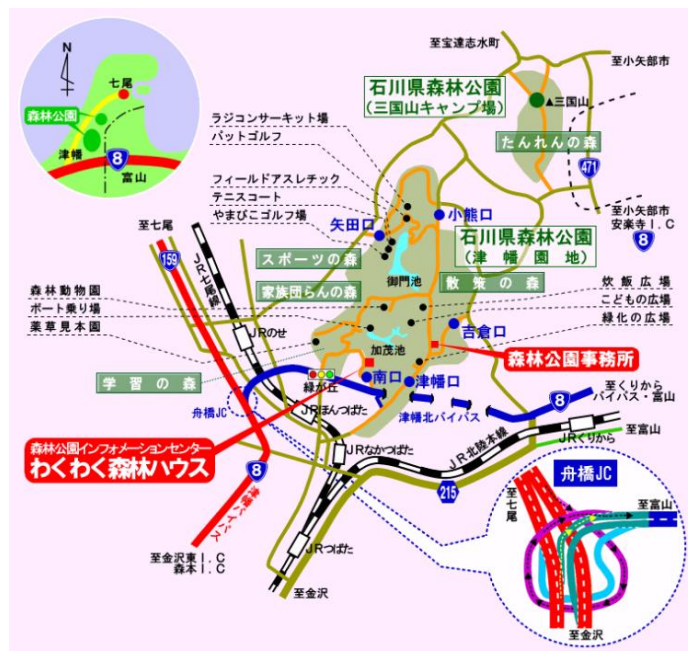 N
七尾
森林公園
津幡
8
富山
至宝達志水町
至小矢部市
石川県森林公園
(三国山キャンプ場)
▲三国山
たんれんの森
471
至小矢部市
安楽寺I.C
8
ラジコンサーキット場
パットゴルフ
フィールドアスレチック
テニスコート
やまびこゴルフ場
矢田口
小熊口
石川県森林公園
(津幡園地)
至七尾
159
JR七尾線
スポーツの森
御門池
散策の森
家族団らんの森
森林動物園
ボート乗り場
薬草見本園
炊飯広場
こどもの広場
緑化の広場
JRのせ
吉倉口
加茂池
森林公園事務所
学習の森
緑が丘
南口
津幡口
至くりから
バイパス・富山
8
舟橋JC
JRほんつばた
津幡北バイパス
森林公園インフォメーションセンター
わくわく森林ハウス
JRなかつばた
JR北陸本線
JRくりから
至富山
215
8
津幡バイパス
舟橋JC
至七尾
至富山
至金沢東I.C
森本I.C
JRつばた
至金沢
至金沢